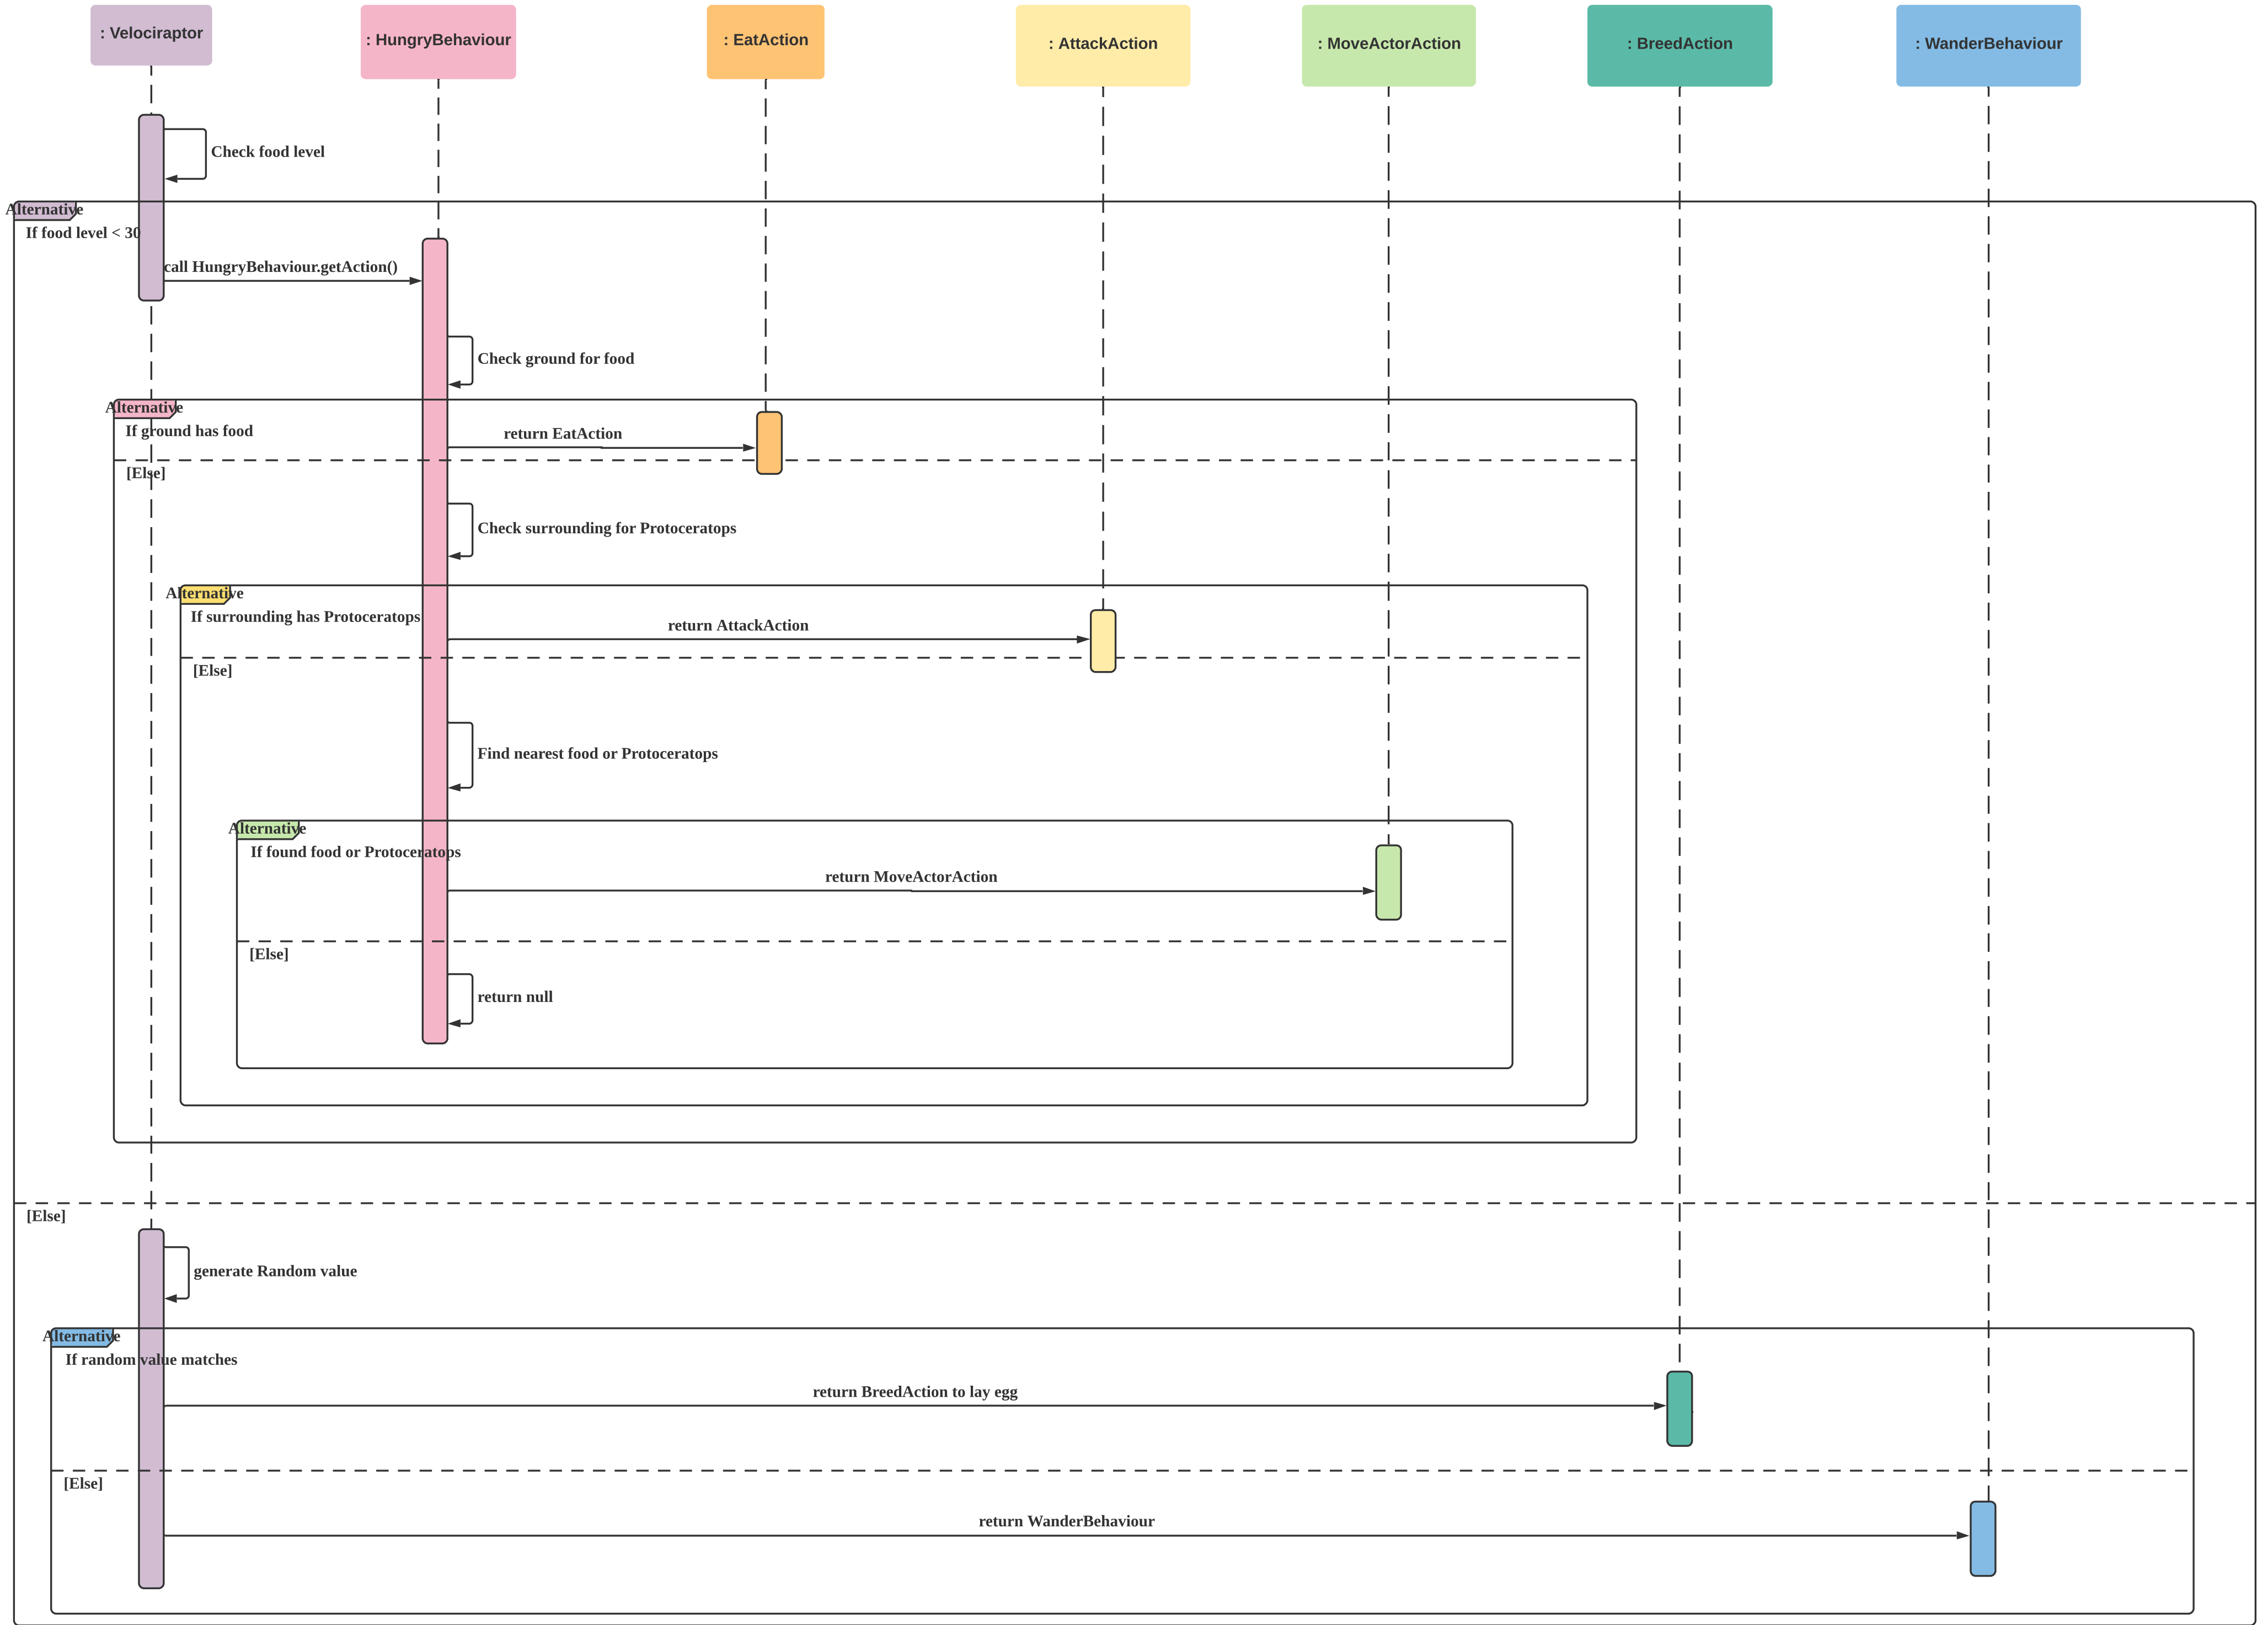 : Velociraptor
: HungryBehaviour
: EatAction
: AttackAction
: MoveActorAction
: BreedAction
: WanderBehaviour
Check food level
Alternative
If food level < 30
call HungryBehaviour.getAction()
Check ground for food
Alternative
If ground has food
return EatAction
[Else]
Check surrounding for Protoceratops
Alternative
If surrounding has Protoceratops
return AttackAction
[Else]
Find nearest food or Protoceratops
Alternative
If found food or Protoceratops
return MoveActorAction
[Else]
return null
[Else]
generate Random value
Alternative
If random value matches
return BreedAction to lay egg
[Else]
return WanderBehaviour